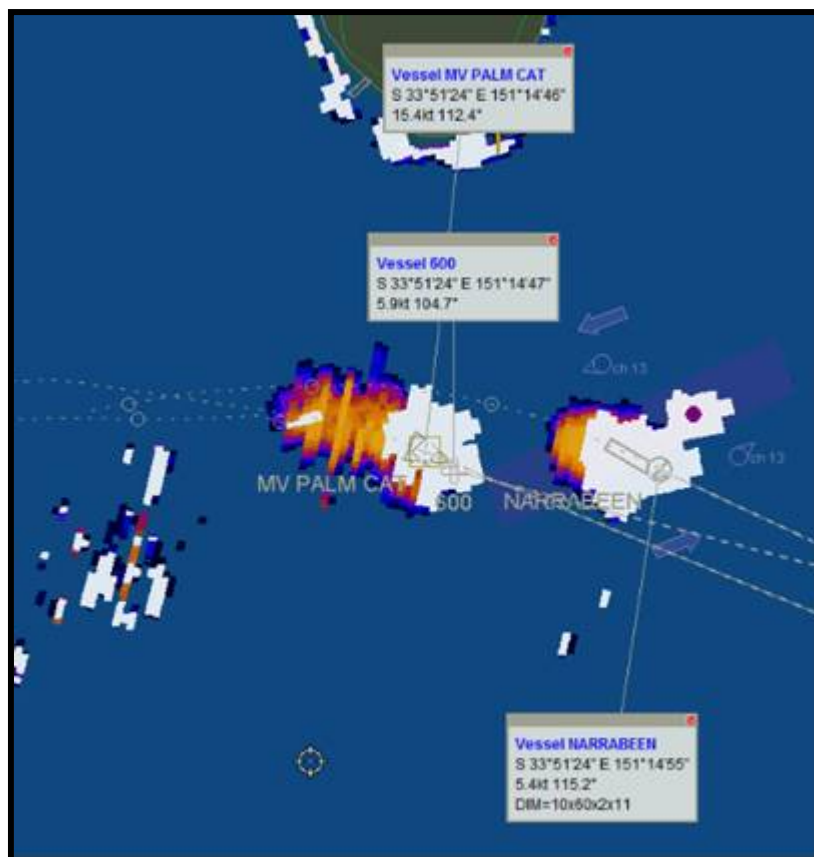 Vessel MV PALM CAT
S 33°51'24" E 151°14'46"
15.4kt 112.4°
Vessel 600
S 33°51'24" E 151°14'47"
5.9kt 104.7°
ch 13
ch 13
MV PALM CAT
600
NARRABEEN
Vessel NARRABEEN
S 33°51'24" E 151°14'55"
5.4kt 115.2°
DIM=10x60x2x11